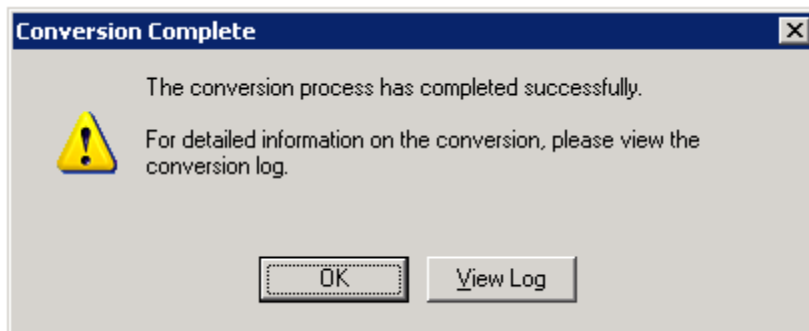 Conversion Complete
The conversion process has completed successfully.
For detailed information on the conversion, please view the
conversion log.
OK
View Log